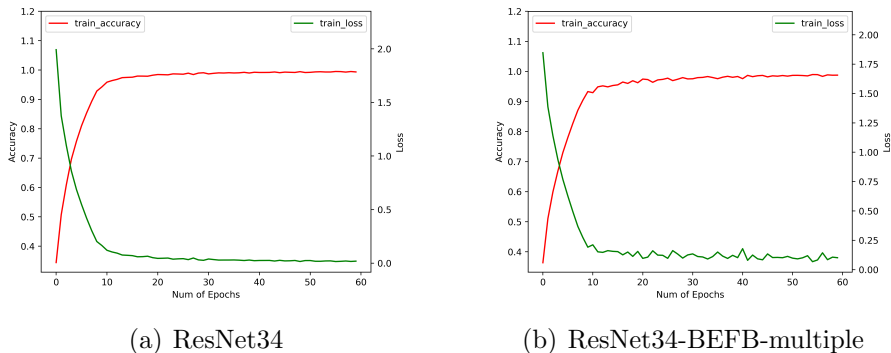 train_accuracy
train_loss
1.2
1.1
1.0
0.9
0.8
0.7
0.6
0.5
0.4
Accuracy
2.0
1.5
1.0
0.5
0.0
Loss
0 10 20 30 40 50 60
Num of Epochs
(a) ResNet34
train_accuracy
train_loss
1.2
1.1
1.0
0.9
0.8
0.7
0.6
0.5
0.4
Accuracy
2.00
1.75
1.50
1.25
1.00
0.75
0.50
0.25
0.00
Loss
0 10 20 30 40 50 60
Num of Epochs
(b) ResNet34-BEFB-multiple